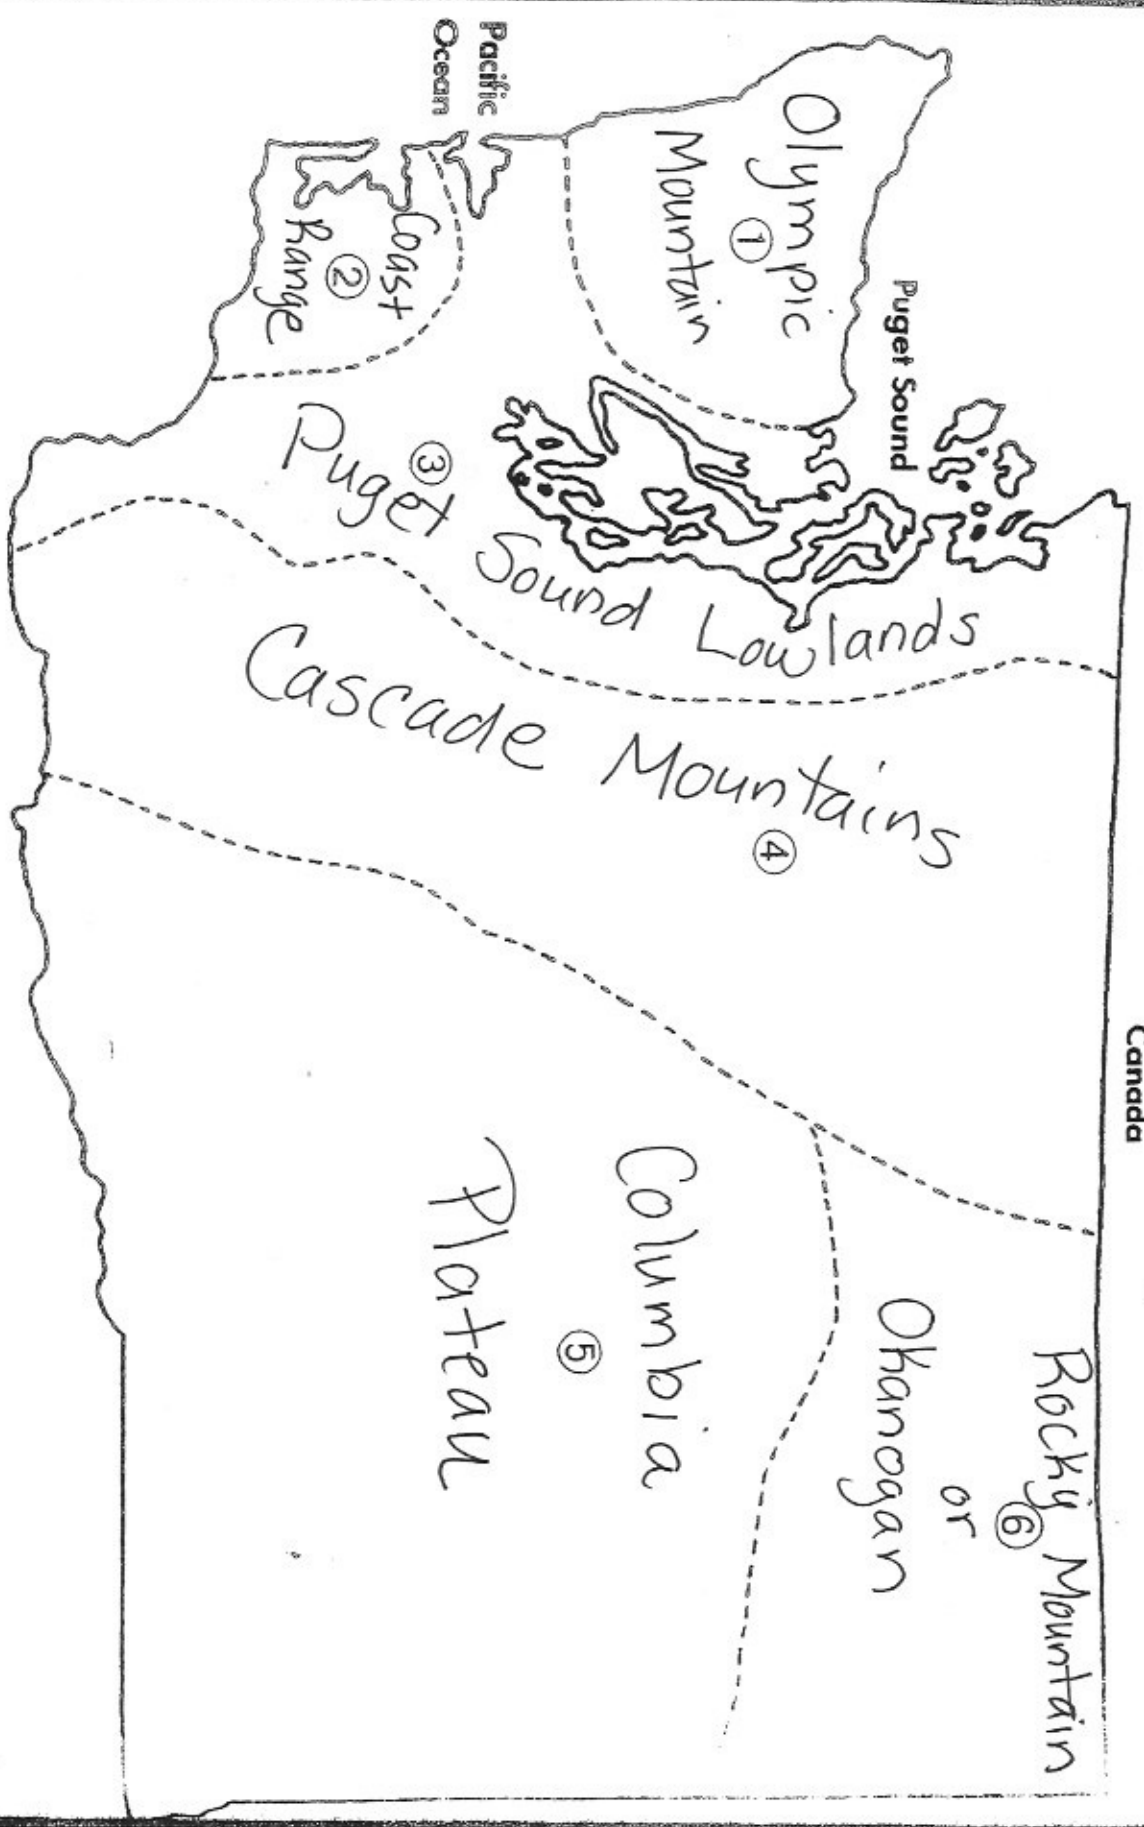 Canada
Puget Sound
Pacific
Ocean
Olympic
①
Mountain
Coast
②
Range
③
Puget Sound Lowlands
Cascade Mountains
④
Columbia
⑤
Plateau
Rocky Mountain
⑥
or
Okanogan